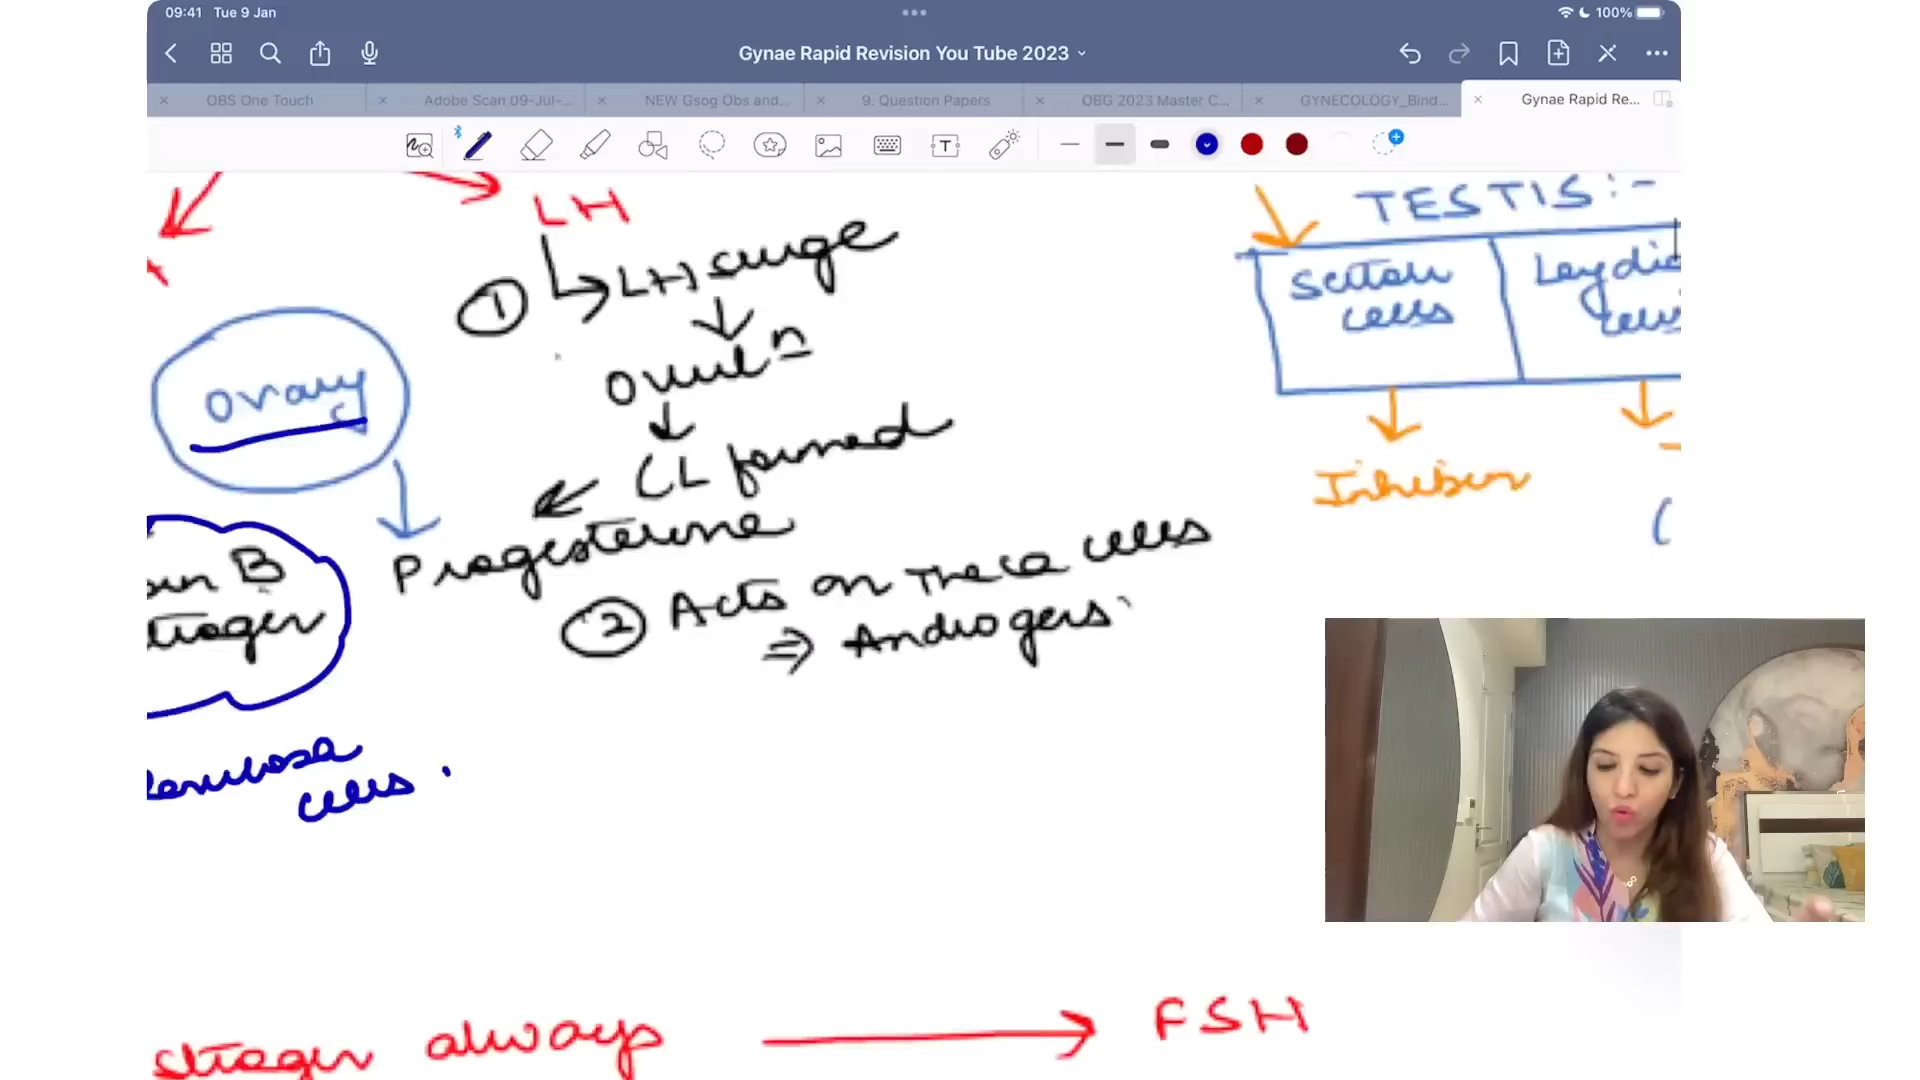 09:41 Tue 9 Jan
100%
Gynae Rapid Revision You Tube 2023
OBS One Touch
Adobe Scan 09-Jul-...
NEW Gsog Obs and...
9. Question Papers
OBG 2023 Master C...
GYNECOLOGY_Bind...
Gynae Rapid Re...
T
LH
① LH surge
Ovulⁿ
CL formed
Progesterone
② Acts on Theca cells
⇒ Androgens
Ovary
B
cells
TESTIS:-
Sertoli cells
Leydig
Inhibin
always → FSH